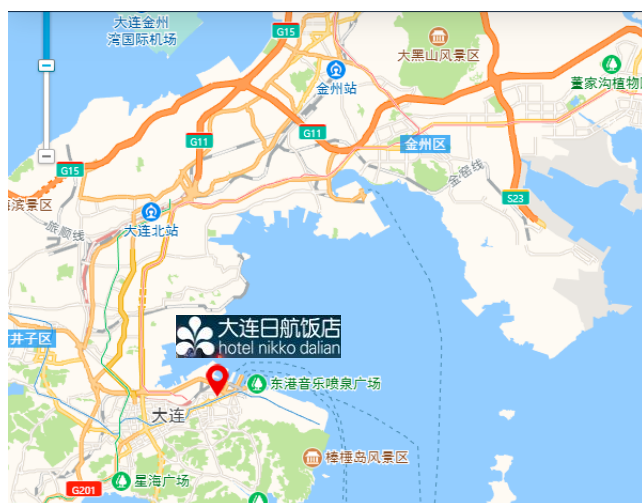 大连金州
湾国际机场
G15
大黑山风景区
董家沟植物
金州站
G11
G11
金州区
G15
金窑线
S23
滨景区
旅顺线
大连北站
井子区
大连日航饭店
hotel nikko dalian
东港音乐喷泉广场
大连
棒棰岛风景区
星海广场
G201